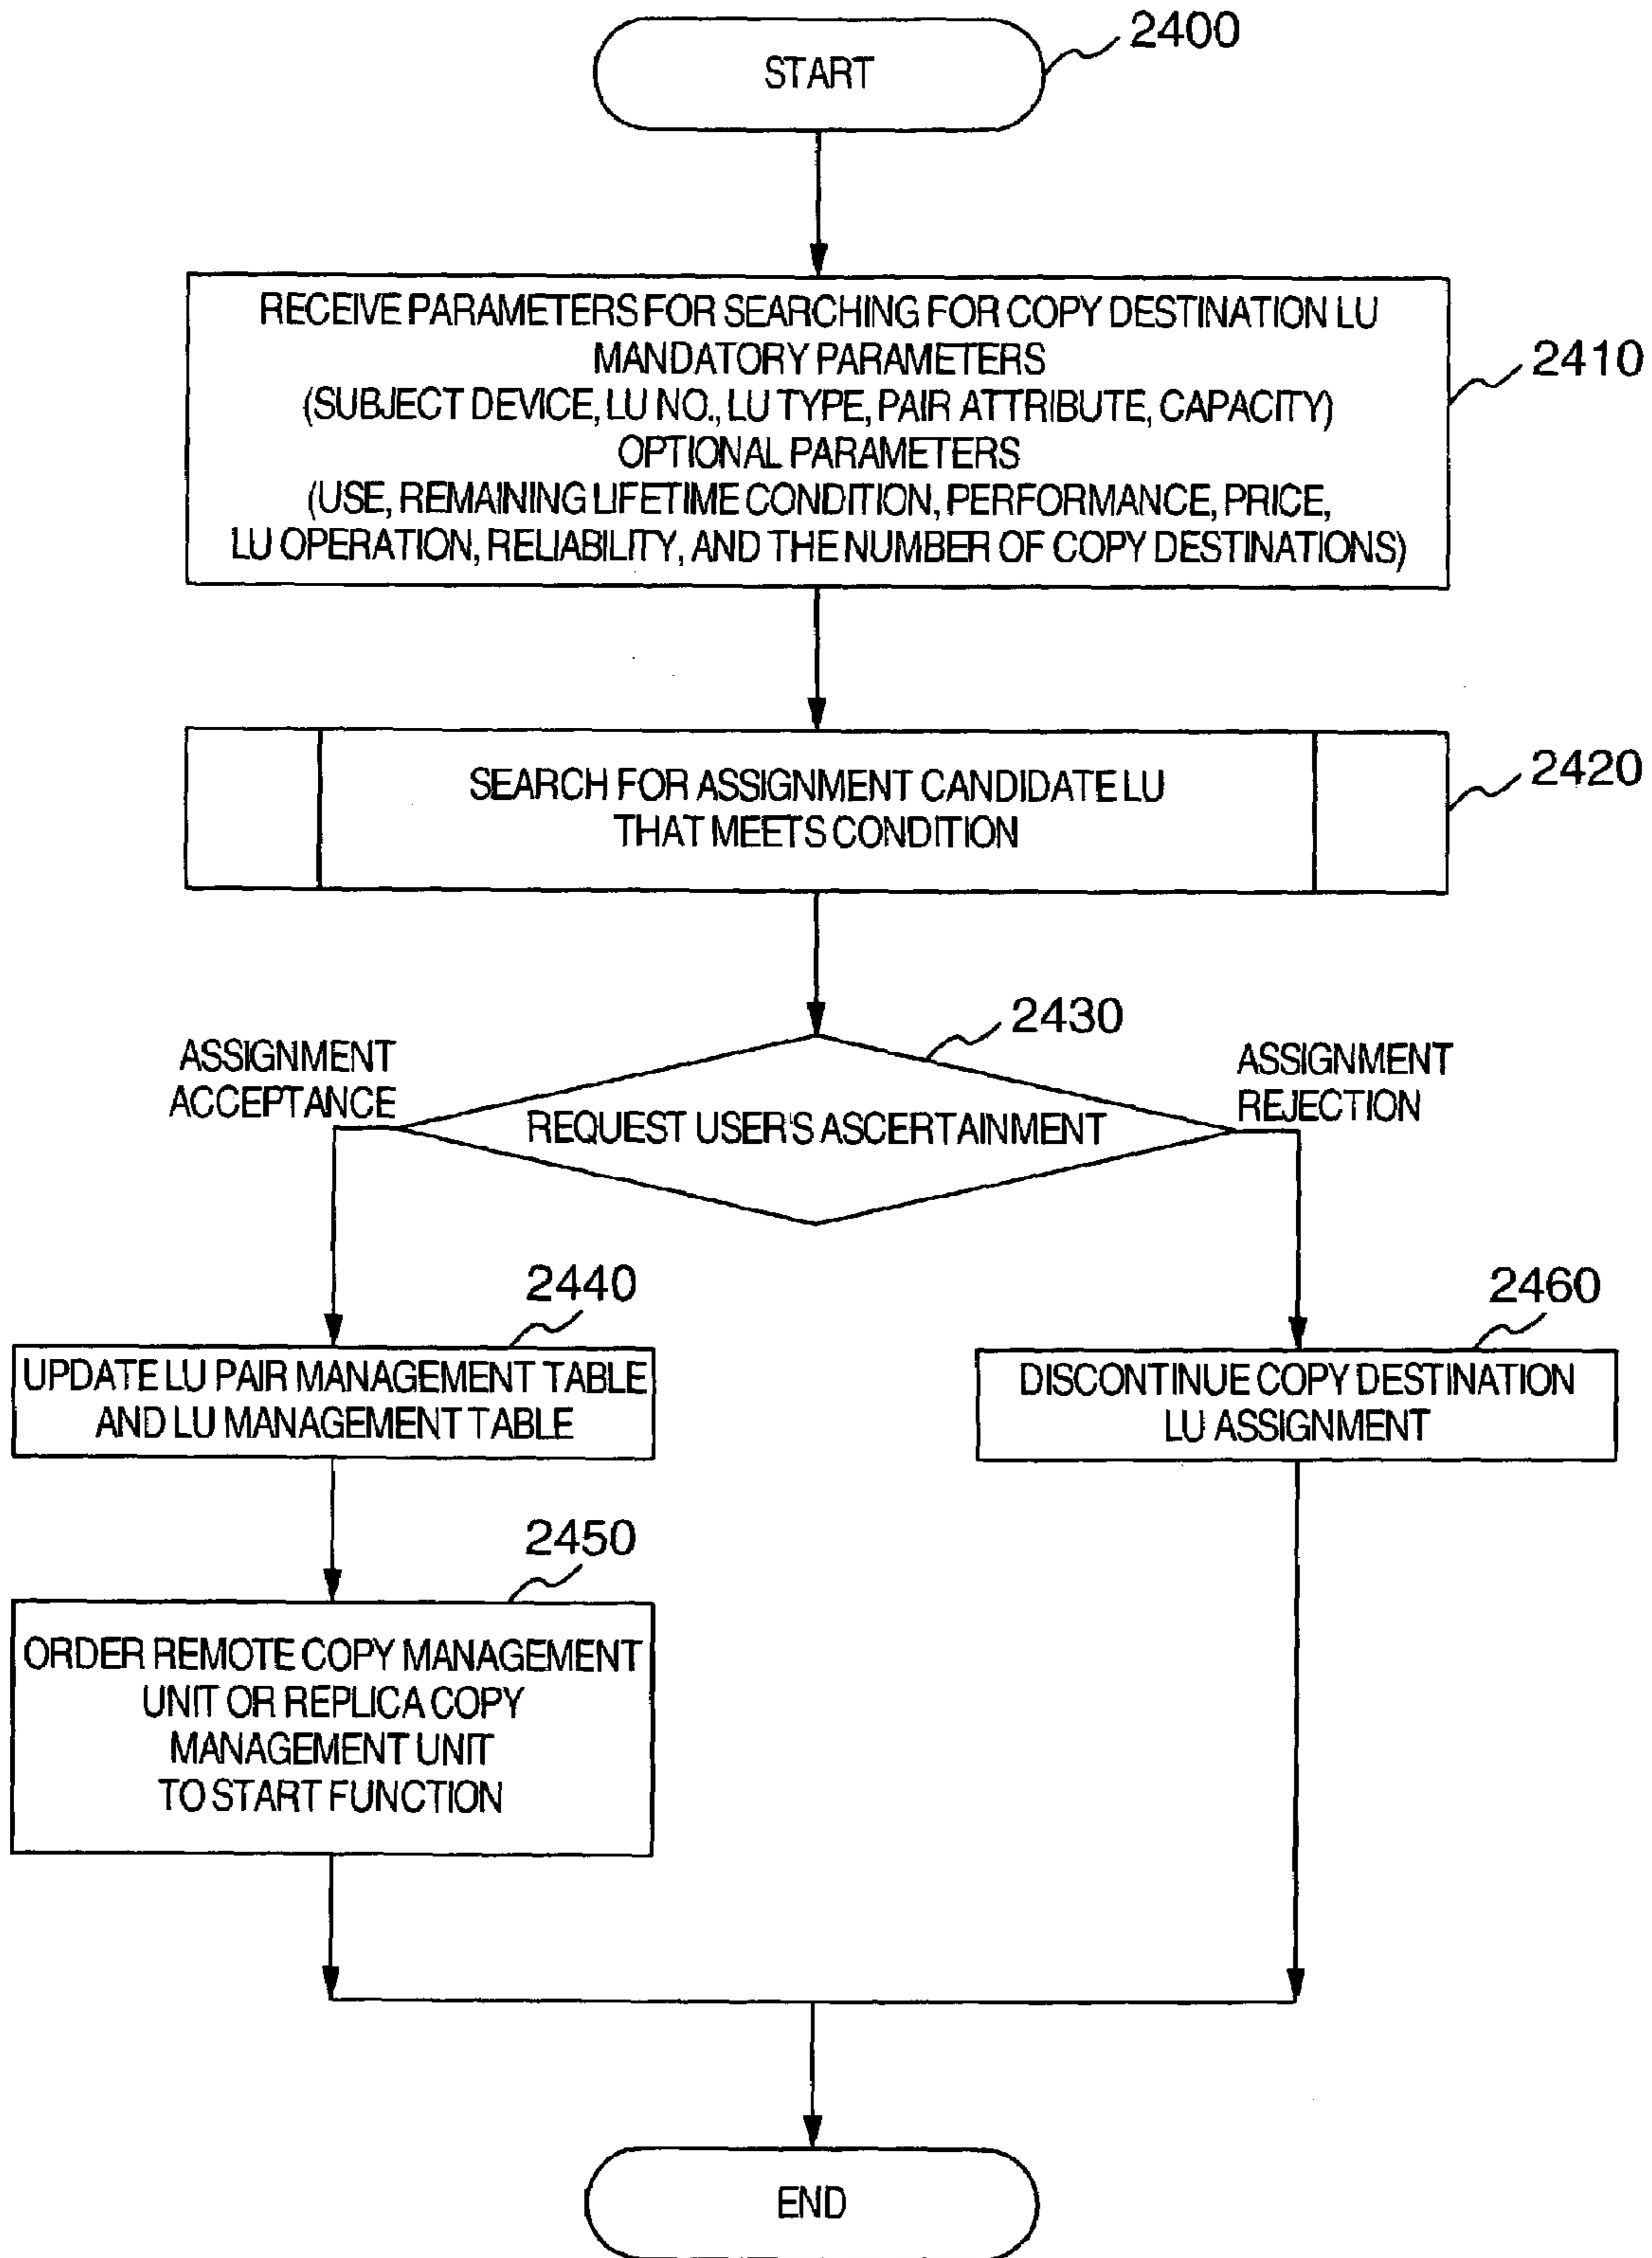 START
2400
RECEIVE PARAMETERS FOR SEARCHING FOR COPY DESTINATION LU
MANDATORY PARAMETERS
(SUBJECT DEVICE, LU NO., LU TYPE, PAIR ATTRIBUTE, CAPACITY)
OPTIONAL PARAMETERS
(USE, REMAINING LIFETIME CONDITION, PERFORMANCE, PRICE,
LU OPERATION, RELIABILITY, AND THE NUMBER OF COPY DESTINATIONS)
2410
SEARCH FOR ASSIGNMENT CANDIDATE LU
THAT MEETS CONDITION
2420
2430
ASSIGNMENT
ACCEPTANCE
REQUEST USER'S ASCERTAINMENT
ASSIGNMENT
REJECTION
2440
UPDATE LU PAIR MANAGEMENT TABLE
AND LU MANAGEMENT TABLE
2460
DISCONTINUE COPY DESTINATION
LU ASSIGNMENT
2450
ORDER REMOTE COPY MANAGEMENT
UNIT OR REPLICA COPY
MANAGEMENT UNIT
TO START FUNCTION
END